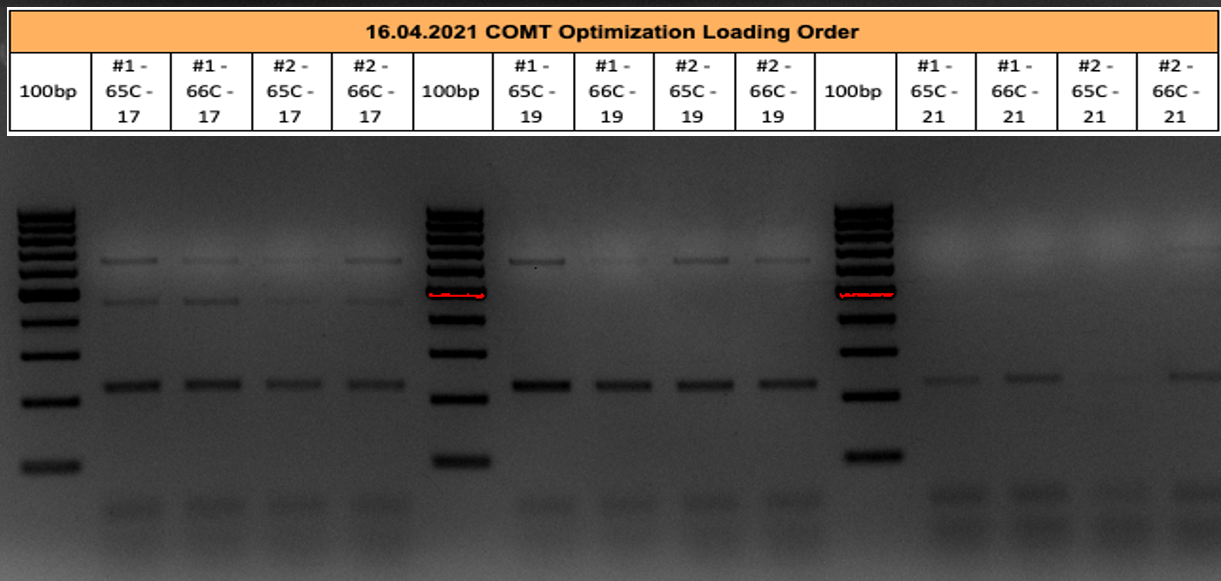 16.04.2021 COMT Optimization Loading Order
100bp
#1 -
65C -
17
#1 -
66C -
17
#2 -
65C -
17
#2 -
66C -
17
100bp
#1 -
65C -
19
#1 -
66C -
19
#2 -
65C -
19
#2 -
66C -
19
100bp
#1 -
65C -
21
#1 -
66C -
21
#2 -
65C -
21
#2 -
66C -
21